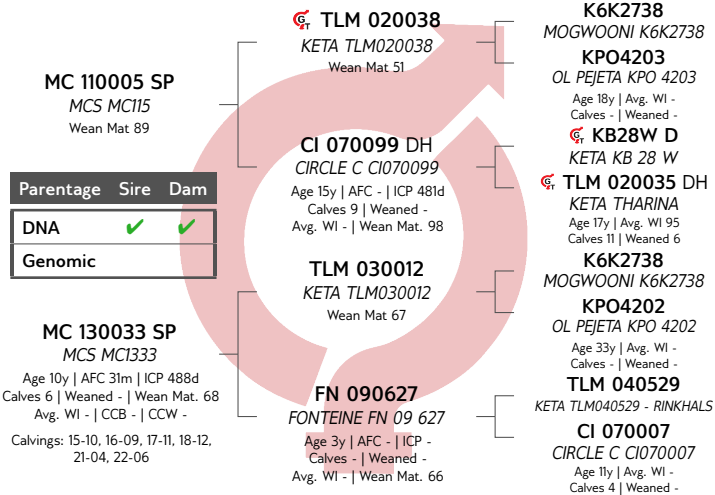 MC 110005 SP
MCS MC115
Wean Mat 89
Parentage Sire Dam
DNA ✔ ✔
Genomic
MC 130033 SP
MCS MC1333
Age 10y | AFC 31m | ICP 488d
Calves 6 | Weaned - | Wean Mat. 68
Avg. WI - | CCB - | CCW -
Calvings: 15-10, 16-09, 17-11, 18-12,
21-04, 22-06
GT TLM 020038
KETA TLM020038
Wean Mat 51
CI 070099 DH
CIRCLE C CI070099
Age 15y | AFC - | ICP 481d
Calves 9 | Weaned -
Avg. WI - | Wean Mat. 98
TLM 030012
KETA TLM030012
Wean Mat 67
FN 090627
FONTEINE FN 09 627
Age 3y | AFC - | ICP -
Calves - | Weaned -
Avg. WI - | Wean Mat. 66
K6K2738
MOGWOONI K6K2738
KPO4203
OL PEJETA KPO 4203
Age 18y | Avg. WI -
Calves - | Weaned -
GT KB28W D
KETA KB 28 W
GT TLM 020035 DH
KETA THARINA
Age 17y | Avg. WI 95
Calves 11 | Weaned 6
K6K2738
MOGWOONI K6K2738
KPO4202
OL PEJETA KPO 4202
Age 33y | Avg. WI -
Calves - | Weaned -
TLM 040529
KETA TLM040529 - RINKHALS
CI 070007
CIRCLE C CI070007
Age 11y | Avg. WI -
Calves 4 | Weaned -